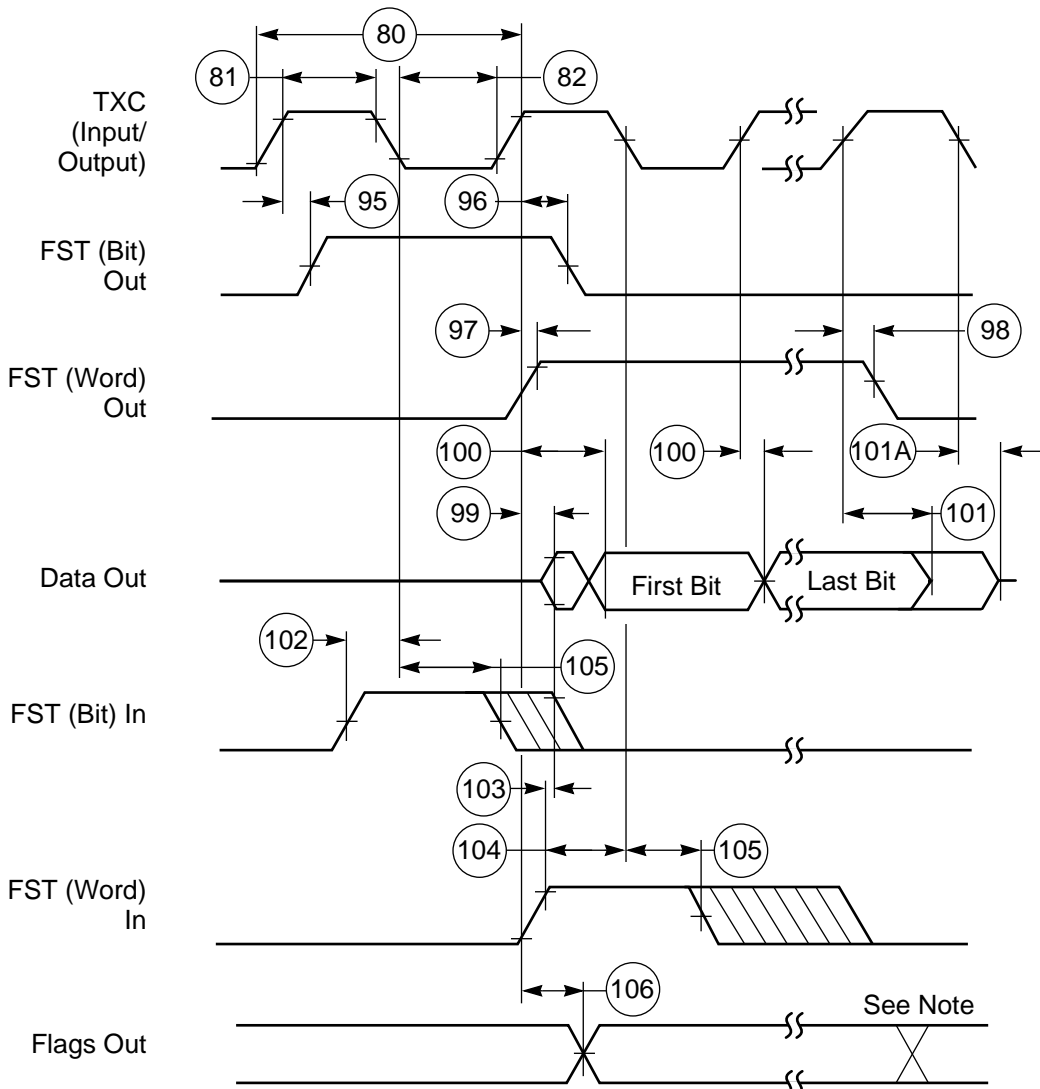 80
81
82
TXC
(Input/
Output)
95
96
FST (Bit)
Out
97
98
FST (Word)
Out
100
100
101A
99
101
Data Out
First Bit
Last Bit
102
105
FST (Bit) In
103
104
105
FST (Word)
In
106
See Note
Flags Out